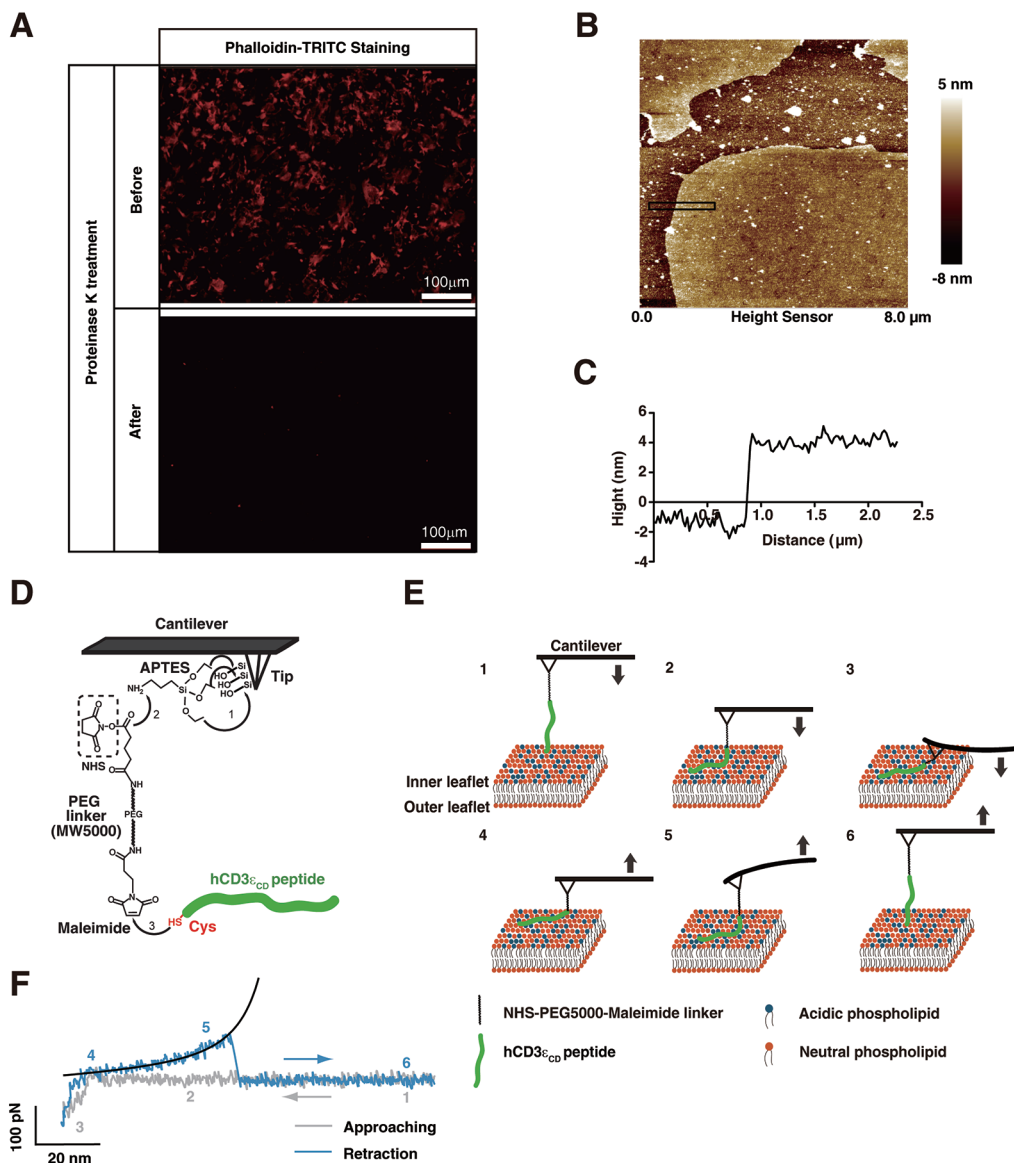 A
Phalloidin-TRITC Staining
Proteinase K treatment
Before
100µm
After
100µm
B
5 nm
-8 nm
0.0
Height Sensor
8.0 µm
C
Hight (nm)
6
4
2
0
-2
-4
0.5
1.0
1.5
2.0
2.5
Distance (µm)
D
Cantilever
APTES
Tip
Si
HO
Si
HO
Si
HO
NH2
Si
O
O
O
1
2
O
N
O
O
O
NHS
O
NH
PEG
linker
(MW5000)
PEG
NH
O
N
O
O
Maleimide
3
HS
Cys
hCD3εCD peptide
E
Cantilever
1
2
3
Inner leaflet
Outer leaflet
4
5
6
NHS-PEG5000-Maleimide linker
hCD3εCD peptide
Acidic phospholipid
Neutral phospholipid
F
5
4
6
2
1
3
100 pN
20 nm
Approaching
Retraction